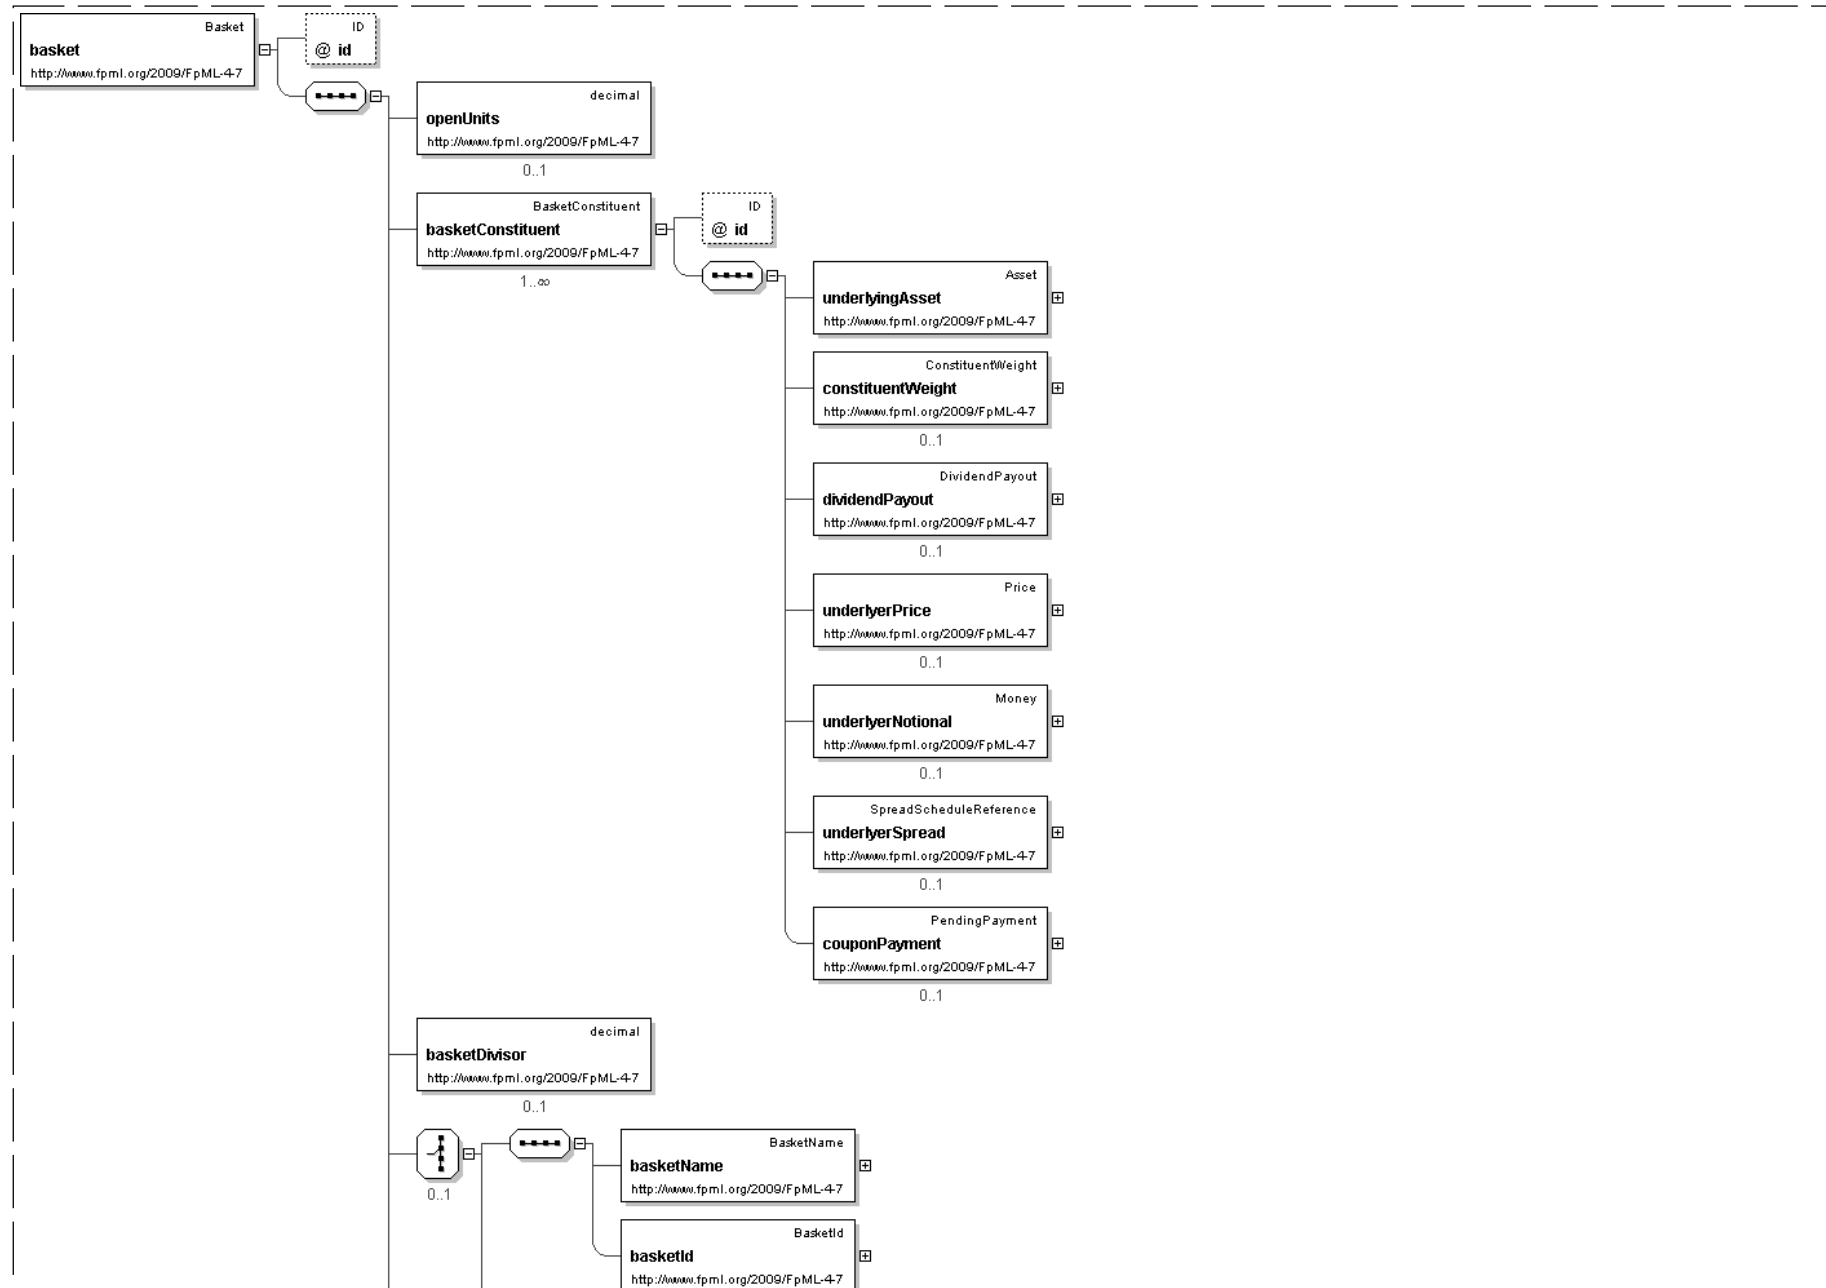 Basket
basket
http://www.fpml.org/2009/FpML-4-7
ID
@ id
decimal
openUnits
http://www.fpml.org/2009/FpML-4-7
0..1
BasketConstituent
basketConstituent
http://www.fpml.org/2009/FpML-4-7
1..∞
ID
@ id
Asset
underlyingAsset
http://www.fpml.org/2009/FpML-4-7
ConstituentWeight
constituentWeight
http://www.fpml.org/2009/FpML-4-7
0..1
DividendPayout
dividendPayout
http://www.fpml.org/2009/FpML-4-7
0..1
Price
underlyerPrice
http://www.fpml.org/2009/FpML-4-7
0..1
Money
underlyerNotional
http://www.fpml.org/2009/FpML-4-7
0..1
SpreadScheduleReference
underlyerSpread
http://www.fpml.org/2009/FpML-4-7
0..1
PendingPayment
couponPayment
http://www.fpml.org/2009/FpML-4-7
0..1
decimal
basketDivisor
http://www.fpml.org/2009/FpML-4-7
0..1
0..1
BasketName
basketName
http://www.fpml.org/2009/FpML-4-7
BasketId
basketId
http://www.fpml.org/2009/FpML-4-7